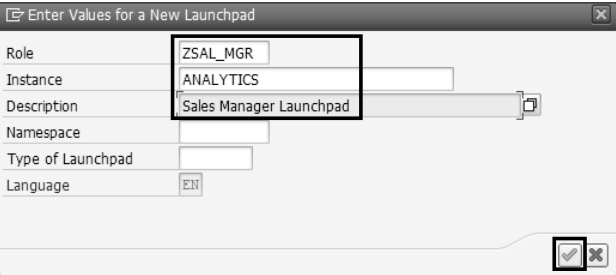 Enter Values for a New Launchpad
Role ZSAL_MGR
Instance ANALYTICS
Description Sales Manager Launchpad
Namespace
Type of Launchpad
Language EN